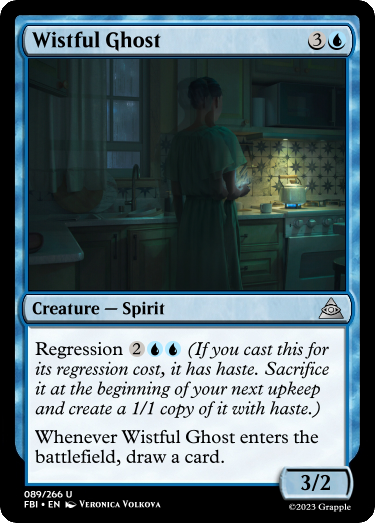 Wistful Ghost 3
Creature — Spirit
Regression 2 (If you cast this for
its regression cost, it has haste. Sacrifice
it at the beginning of your next upkeep
and create a 1/1 copy of it with haste.)
Whenever Wistful Ghost enters the
battlefield, draw a card.
3/2
089/266 U
FBI • EN Veronica Volkova
©2023 Grapple